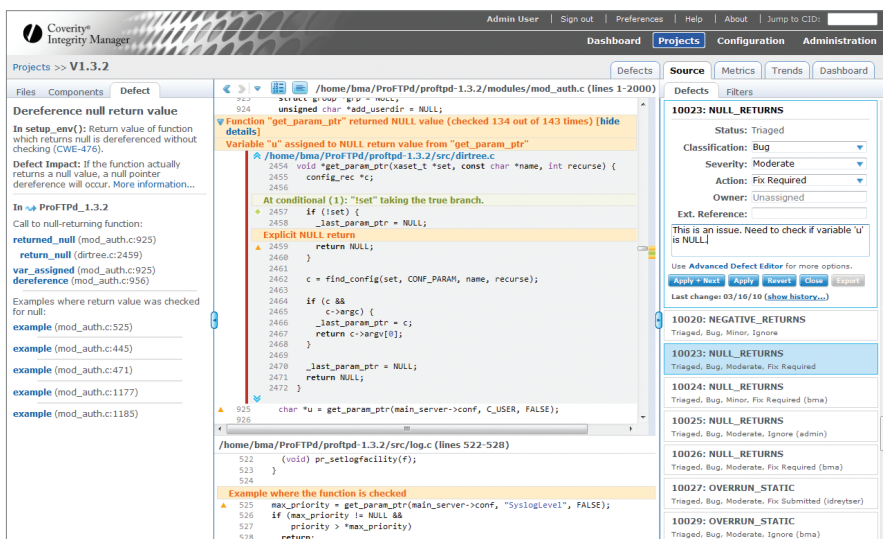 Admin User | Sign out | Preferences | Help | About | Jump to CID:
Coverity®
Integrity Manager
Dashboard Projects Configuration Administration
Projects >> V1.3.2
Defects Source Metrics Trends Dashboard
Files Components Defect
Dereference null return value
In setup_env(): Return value of function
which returns null is dereferenced without
checking (CWE-476).
Defect Impact: If the function actually
returns a null value, a null pointer
dereference will occur. More information...
In ProFTPd_1.3.2
Call to null-returning function:
returned_null (mod_auth.c:925)
return_null (dirtree.c:2459)
var_assigned (mod_auth.c:925)
dereference (mod_auth.c:956)
Examples where return value was checked
for null:
example (mod_auth.c:525)
example (mod_auth.c:445)
example (mod_auth.c:471)
example (mod_auth.c:1177)
example (mod_auth.c:1185)
/home/bma/ProFTPd/proftpd-1.3.2/modules/mod_auth.c (lines 1-2000)
923 struct group *grp = NULL;
924 unsigned char *add_userdir = NULL;
Function "get_param_ptr" returned NULL value (checked 134 out of 143 times) [hide
details]
Variable "u" assigned to NULL return value from "get_param_ptr"
/home/bma/ProFTPd/proftpd-1.3.2/src/dirtree.c
2454 void *get_param_ptr(xaset_t *set, const char *name, int recurse) {
2455 config_rec *c;
2456
At conditional (1): "!set" taking the true branch.
2457 if (!set) {
2458 _last_param_ptr = NULL;
Explicit NULL return
2459 return NULL;
2460 }
2461
2462 c = find_config(set, CONF_PARAM, name, recurse);
2463
2464 if (c &&
2465 c->argc) {
2466 _last_param_ptr = c;
2467 return c->argv[0];
2468 }
2469
2470 _last_param_ptr = NULL;
2471 return NULL;
2472 }
925 char *u = get_param_ptr(main_server->conf, C_USER, FALSE);
926
/home/bma/ProFTPd/proftpd-1.3.2/src/log.c (lines 522-528)
522 (void) pr_setlogfacility(f);
523 }
524
Example where the function is checked
525 max_priority = get_param_ptr(main_server->conf, "SyslogLevel", FALSE);
526 if (max_priority != NULL &&
527 priority > *max_priority)
528 return;
Defects Filters
10023: NULL_RETURNS
Status: Triaged
Classification: Bug
Severity: Moderate
Action: Fix Required
Owner: Unassigned
Ext. Reference:
This is an issue. Need to check if variable 'u'
is NULL.
Use Advanced Defect Editor for more options.
Apply + Next Apply Revert Close Export
Last change: 03/16/10 (show history...)
10020: NEGATIVE_RETURNS
Triaged, Bug, Minor, Ignore
10023: NULL_RETURNS
Triaged, Bug, Moderate, Fix Required
10024: NULL_RETURNS
Triaged, Bug, Minor, Fix Required (bma)
10025: NULL_RETURNS
Triaged, Bug, Moderate, Ignore (admin)
10026: NULL_RETURNS
Triaged, Bug, Moderate, Fix Required (bma)
10027: OVERRUN_STATIC
Triaged, Bug, Moderate, Fix Submitted (idreytser)
10029: OVERRUN_STATIC
Triaged, Bug, Moderate, Ignore (bma)